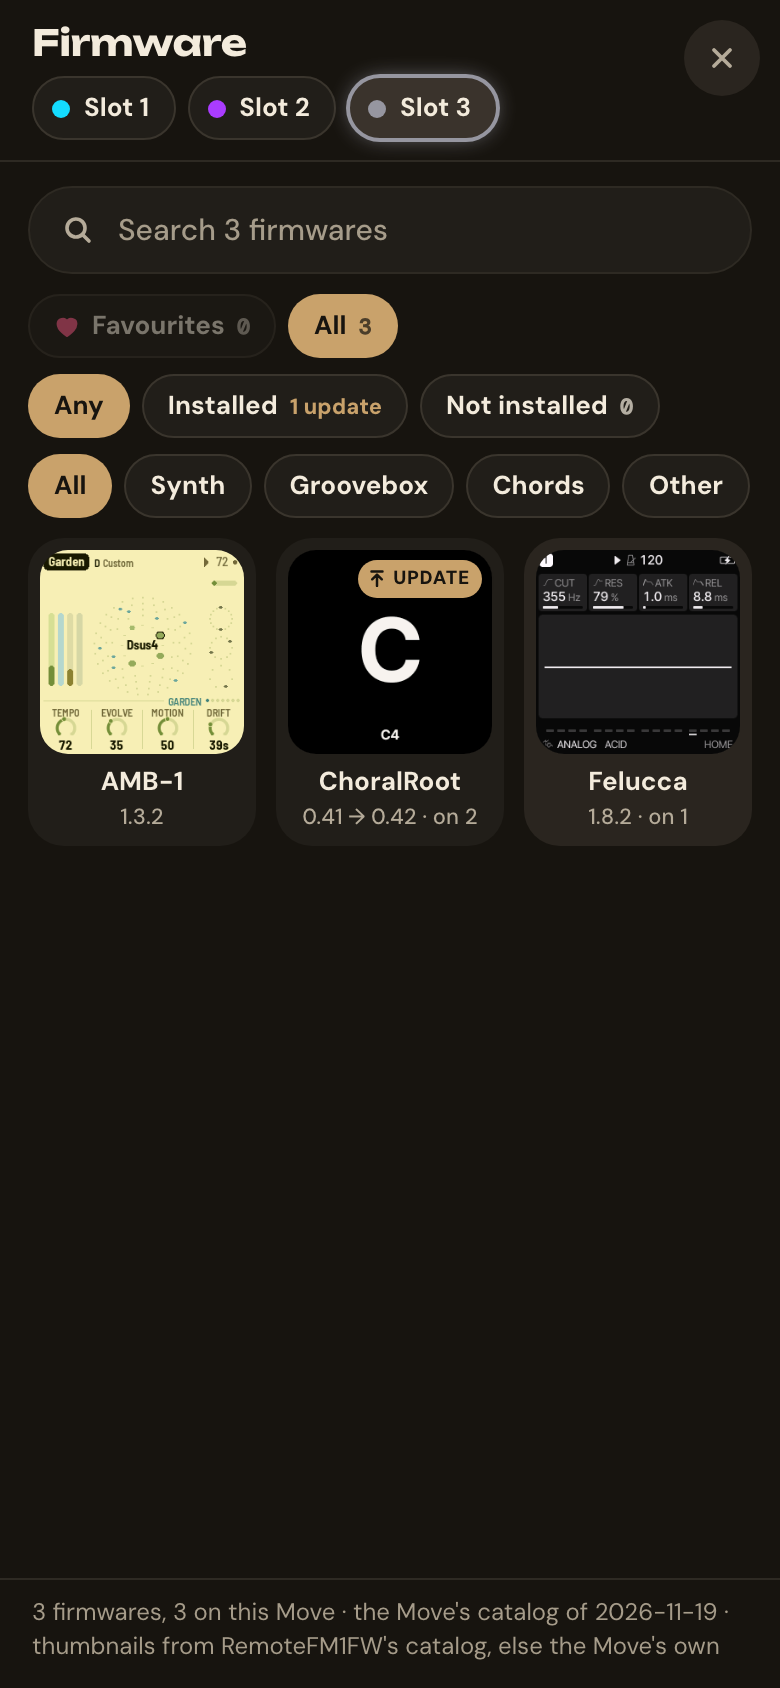 Firmware
Slot 1
Slot 2
Slot 3
Search 3 firmwares
Favourites 0
All 3
Any
Installed 1 update
Not installed 0
All
Synth
Groovebox
Chords
Other
Garden D Custom 72
Dsus4
GARDEN
TEMPO EVOLVE MOTION DRIFT
72 35 50 39s
AMB-1
1.3.2
UPDATE
C
C4
ChoralRoot
0.41 → 0.42 · on 2
120
CUT RES ATK REL
355 Hz 79 % 1.0 ms 8.8 ms
ANALOG ACID HOME
Felucca
1.8.2 · on 1
3 firmwares, 3 on this Move · the Move's catalog of 2026-11-19 ·
thumbnails from RemoteFM1FW's catalog, else the Move's own